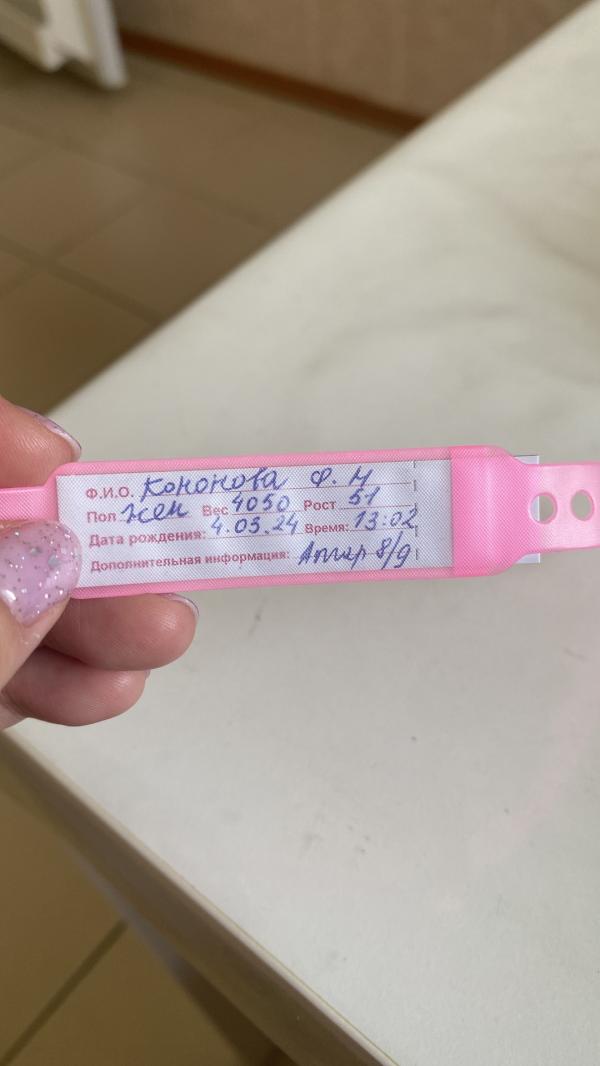 Ф.И.О. Кононова Ф. М
Пол жен Вес 4050 Рост 51
Дата рождения: 4.03.24 Время: 13:02
Дополнительная информация: Апгар 8/9